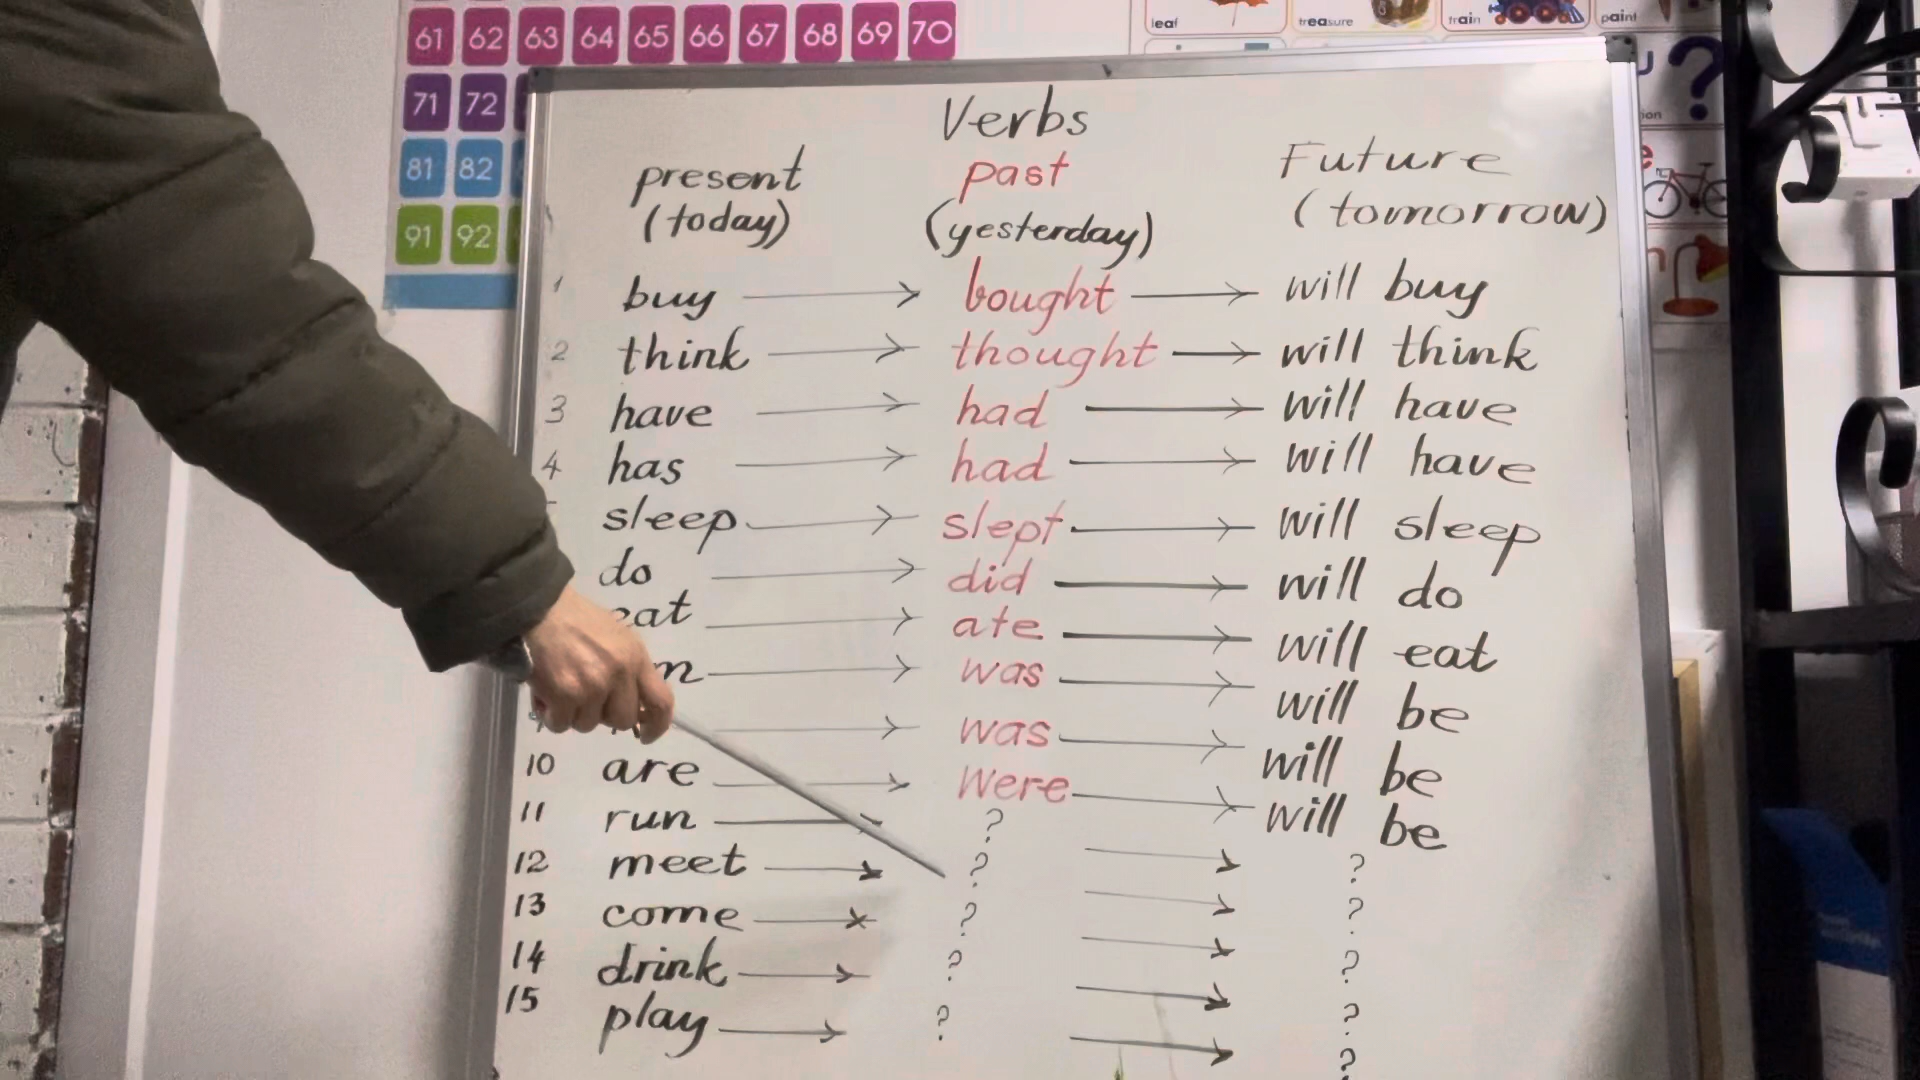 61 62 63 64 65 66 67 68 69 70
71 72
81 82
91 92
leaf treasure train paint
Verbs
present past Future
(today) (yesterday) (tomorrow)
1 buy → bought → will buy
2 think → thought → will think
3 have → had → will have
4 has → had → will have
sleep → slept → will sleep
do → did → will do
eat → ate → will eat
→ was → will be
→ was → will be
10 are → were → will be
11 run → ? → ?
12 meet → ? → ?
13 come → ? → ?
14 drink → ? → ?
15 play → ? → ?